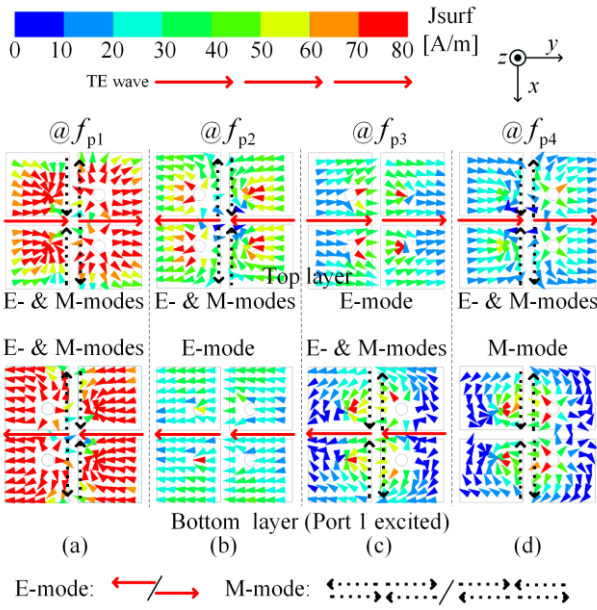 Jsurf
0 10 20 30 40 50 60 70 80 [A/m]
TE wave
z y
x
@fp1 @fp2 @fp3 @fp4
Top layer
E- & M-modes E- & M-modes E-mode E- & M-modes
E- & M-modes E-mode E- & M-modes M-mode
Bottom layer (Port 1 excited)
(a) (b) (c) (d)
E-mode: / M-mode: /